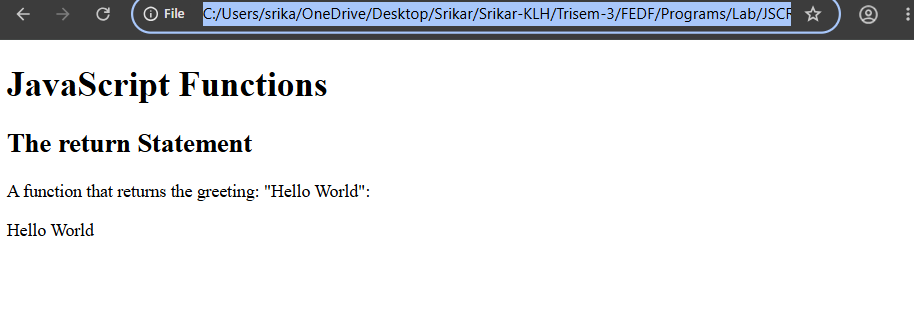 File
C:/Users/srika/OneDrive/Desktop/Srikar/Srikar-KLH/Trisem-3/FEDF/Programs/Lab/JSCR
JavaScript Functions
The return Statement
A function that returns the greeting: "Hello World":
Hello World